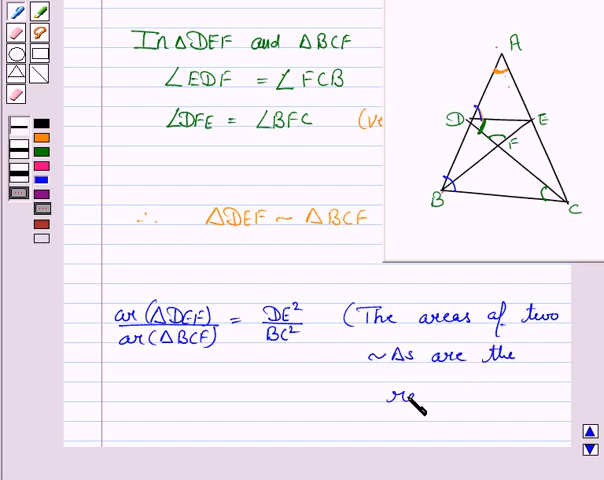 In ΔDEF and ΔBCF
∠EDF = ∠FCB
∠DFE = ∠BFC (ve
∴ ΔDEF ~ ΔBCF
ar (ΔDEF) / ar (ΔBCF) = DE² / BC² (The areas of two
~Δs are the
re
A
D
E
F
B
C